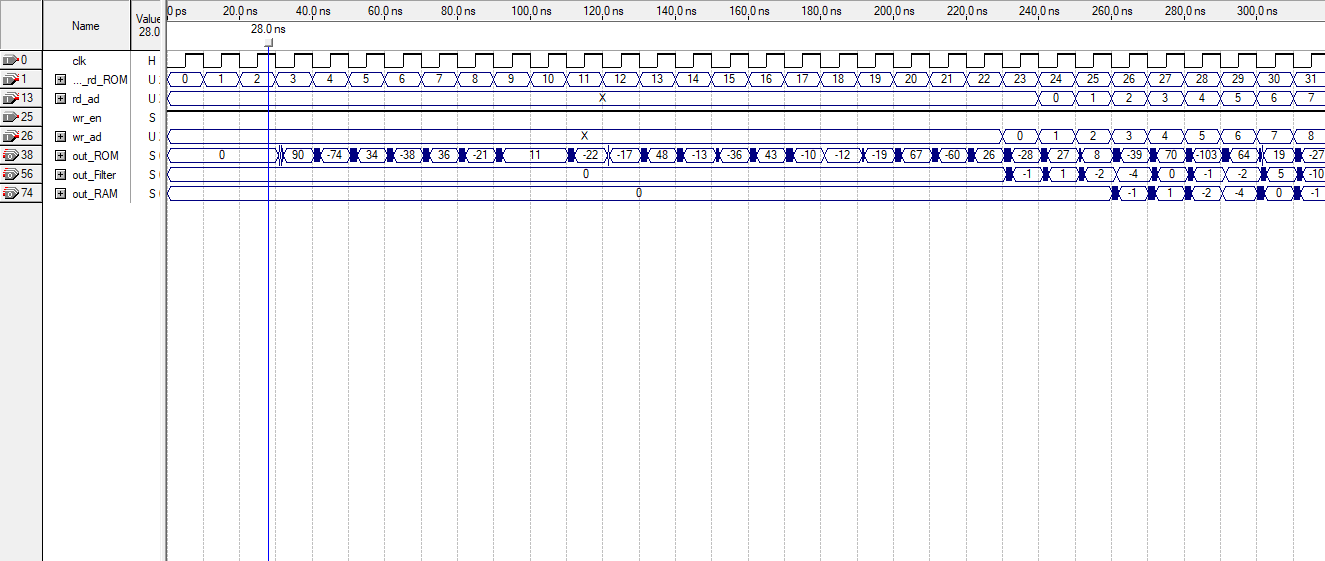 Name Value 28.0 0 ps 20.0 ns 40.0 ns 60.0 ns 80.0 ns 100.0 ns 120.0 ns 140.0 ns 160.0 ns 180.0 ns 200.0 ns 220.0 ns 240.0 ns 260.0 ns 280.0 ns 300.0 ns
28.0 ns
0 clk H
1 ..._rd_ROM U 0 1 2 3 4 5 6 7 8 9 10 11 12 13 14 15 16 17 18 19 20 21 22 23 24 25 26 27 28 29 30 31
13 rd_ad U X 0 1 2 3 4 5 6 7
25 wr_en S
26 wr_ad U X 0 1 2 3 4 5 6 7 8
38 out_ROM S 0 90 -74 34 -38 36 -21 11 -22 -17 48 -13 -36 43 -10 -12 -19 67 -60 26 -28 27 8 -39 70 -103 64 19 -27
56 out_Filter S 0 -1 1 -2 -4 0 -1 -2 5 -10
74 out_RAM S 0 -1 1 -2 -4 0 -1